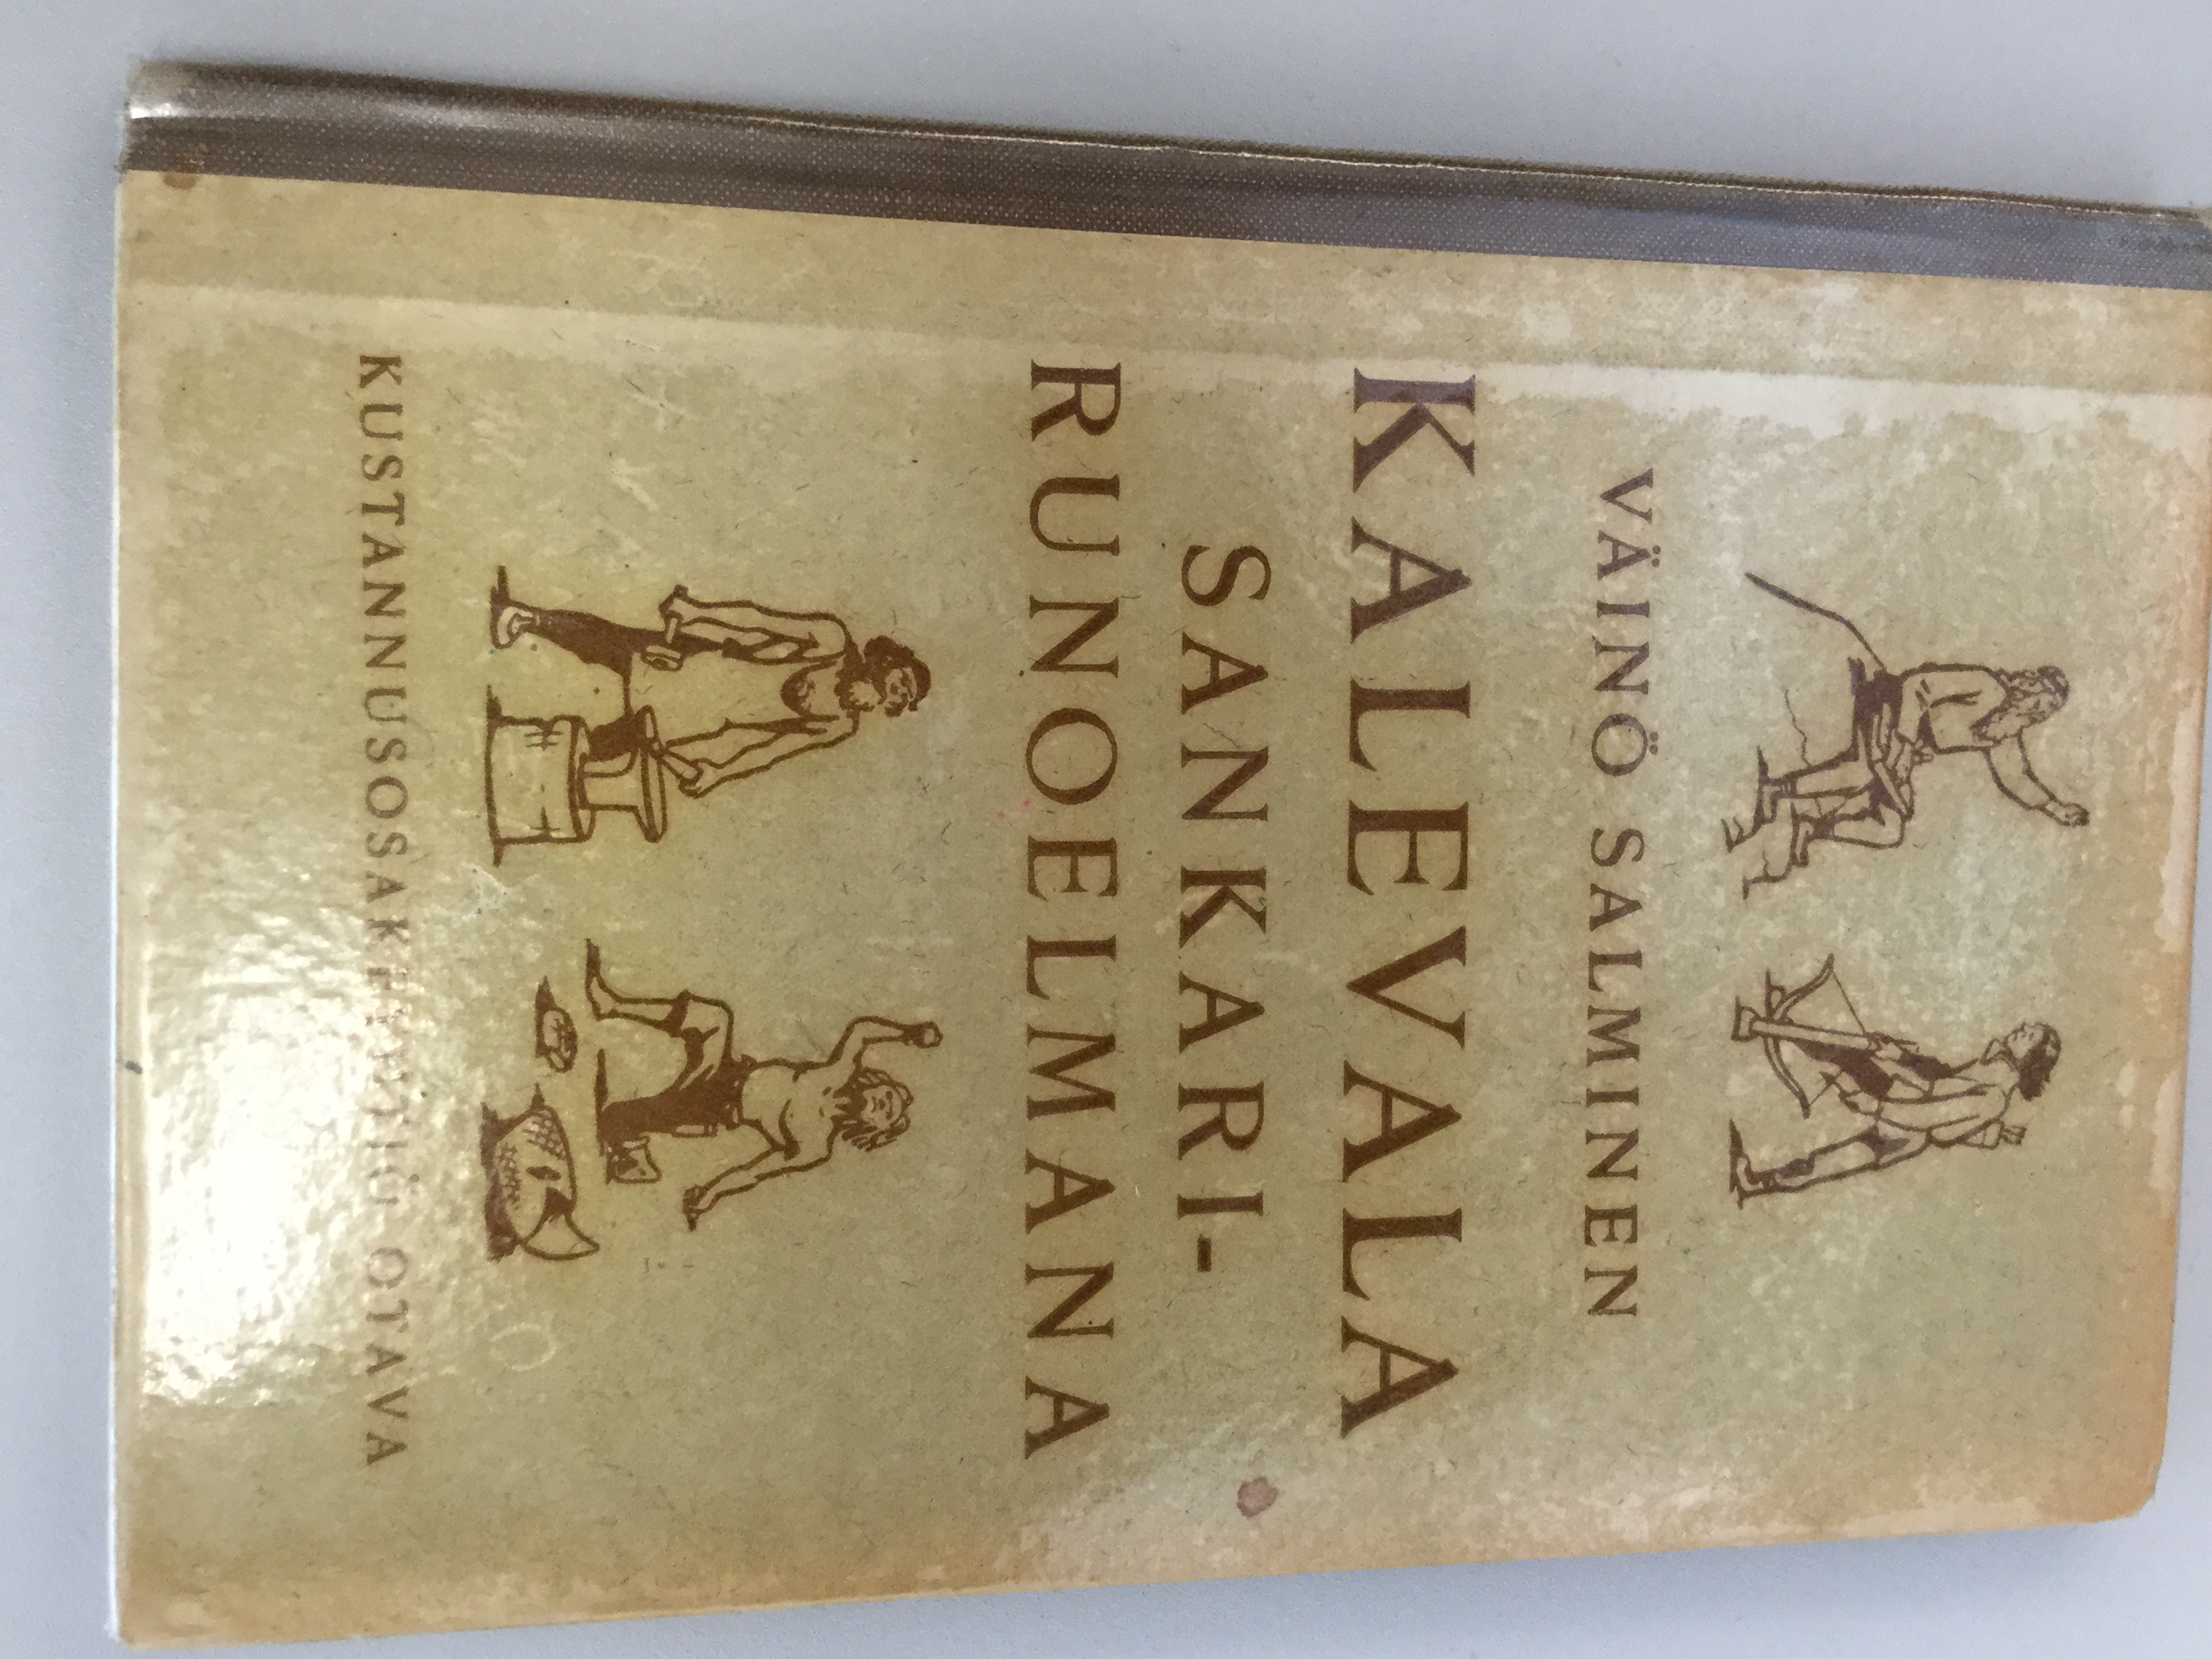 VÄINÖ SALMINEN
KALEVALA
SANKARI-
RUNOELMANA
KUSTANNUSOSAKEYHTIÖ OTAVA